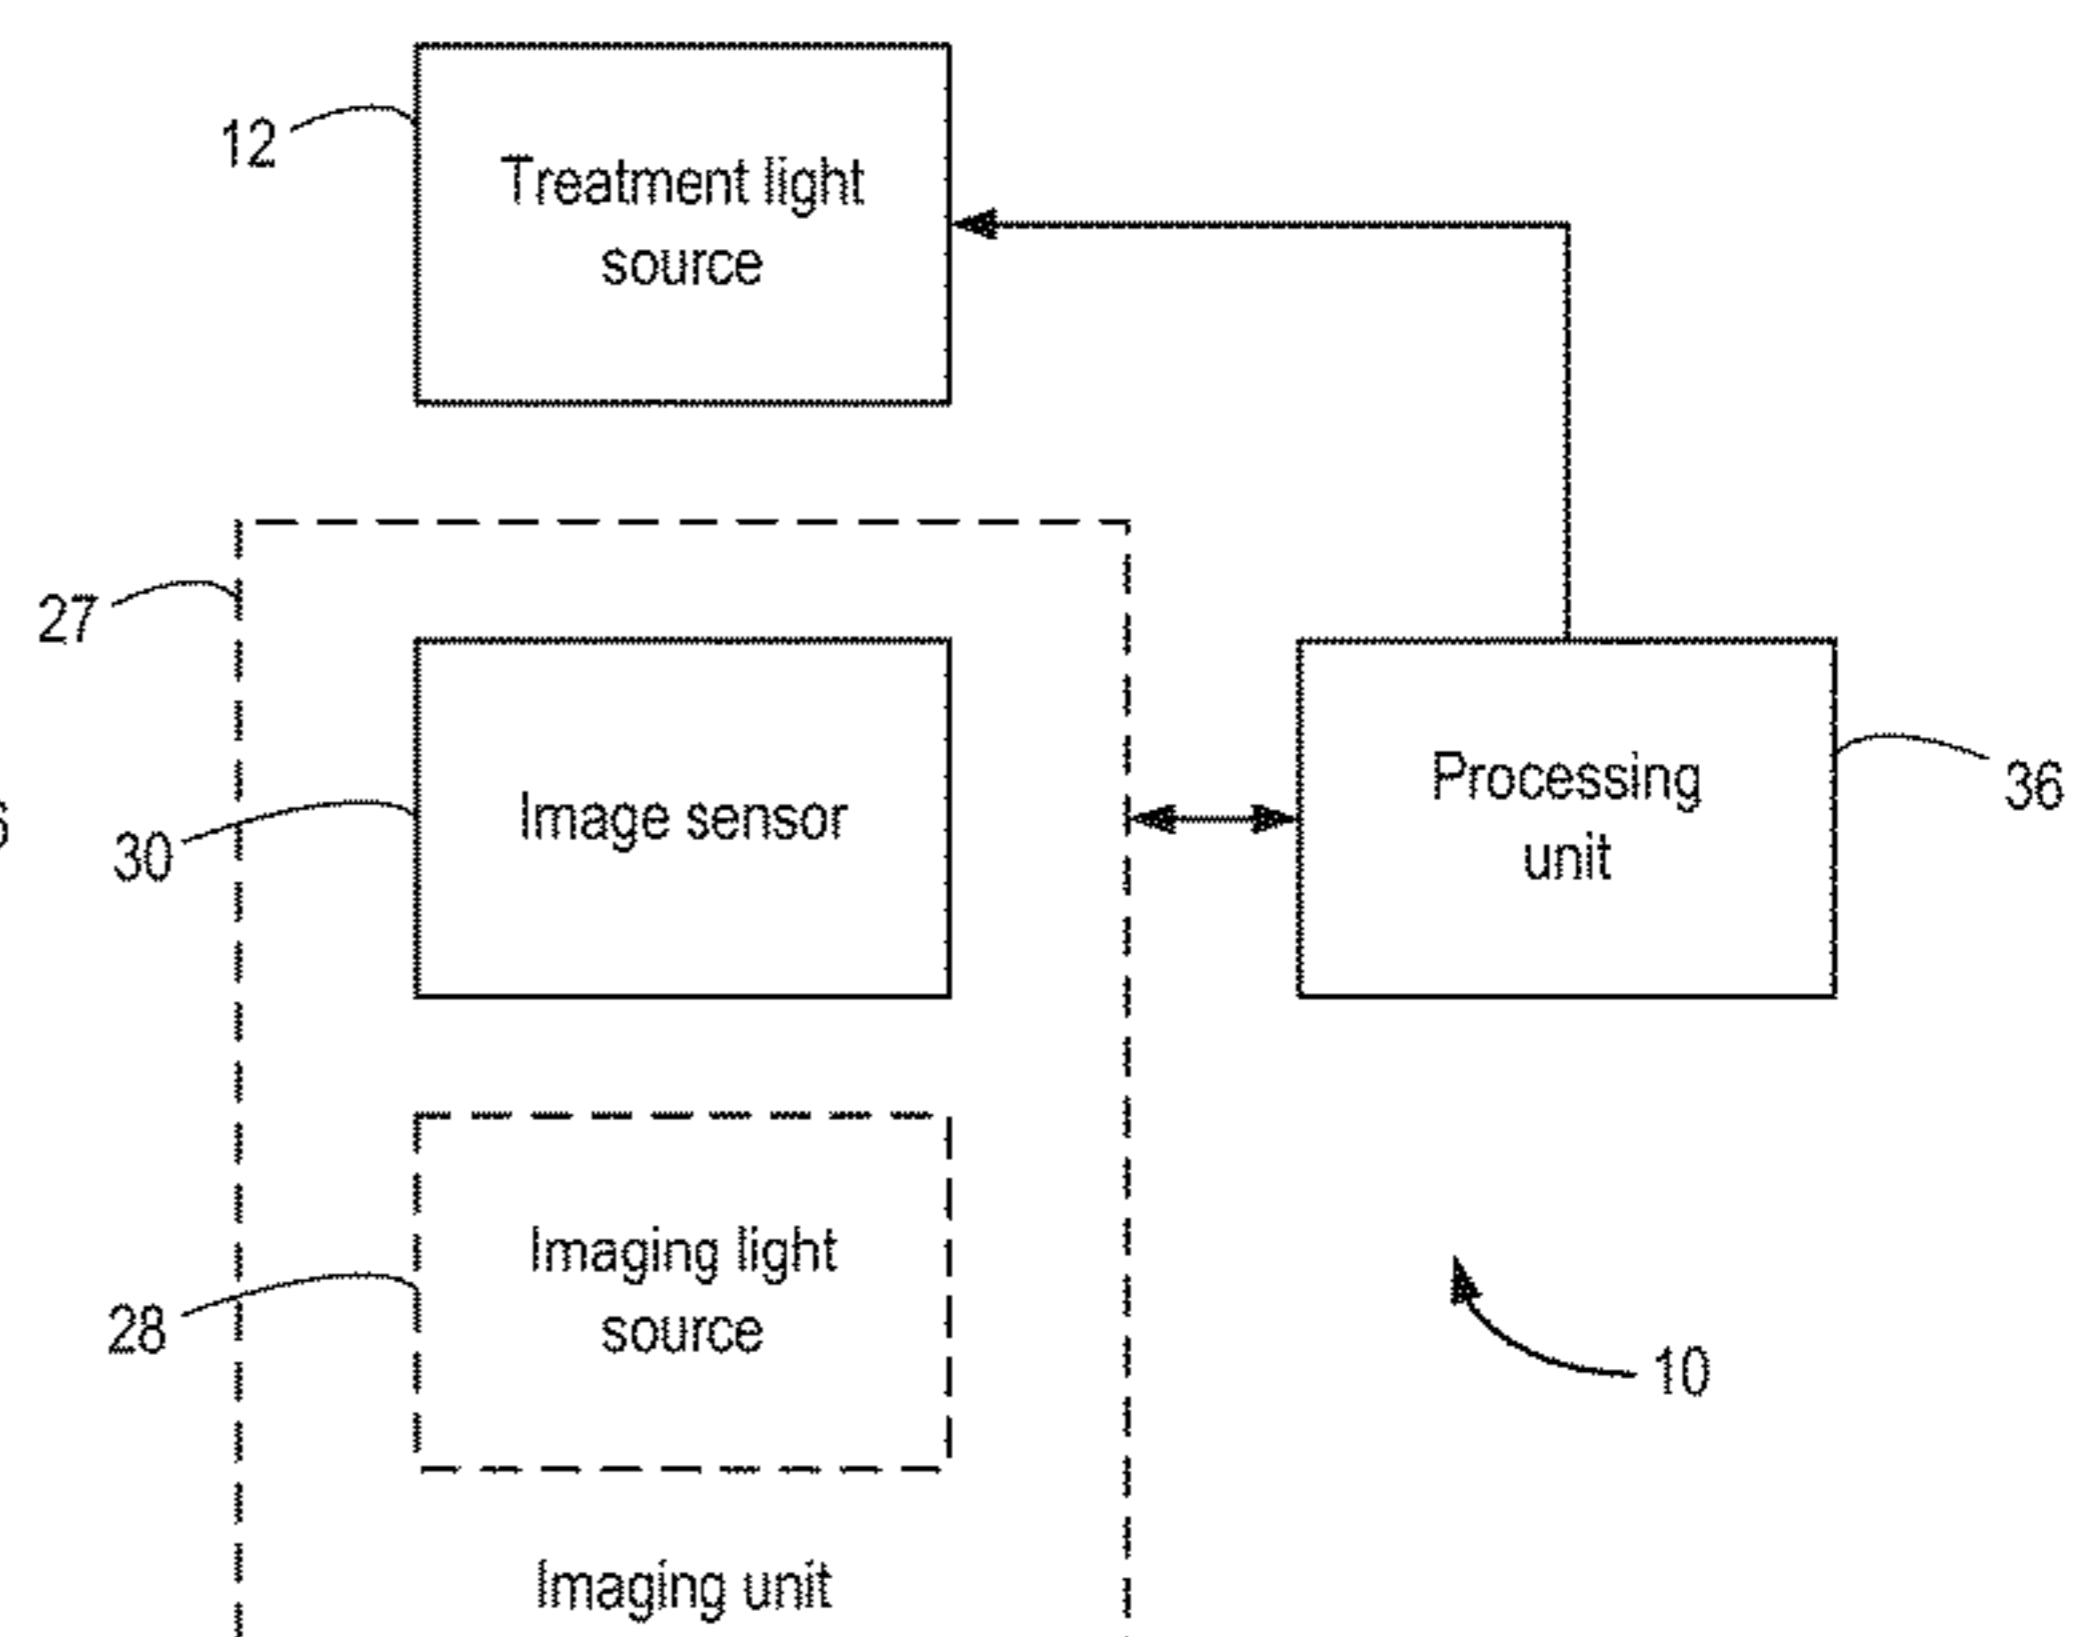 12
Treatment light
source
27
Image sensor
30
Processing
unit
36
Imaging light
source
28
10
Imaging unit